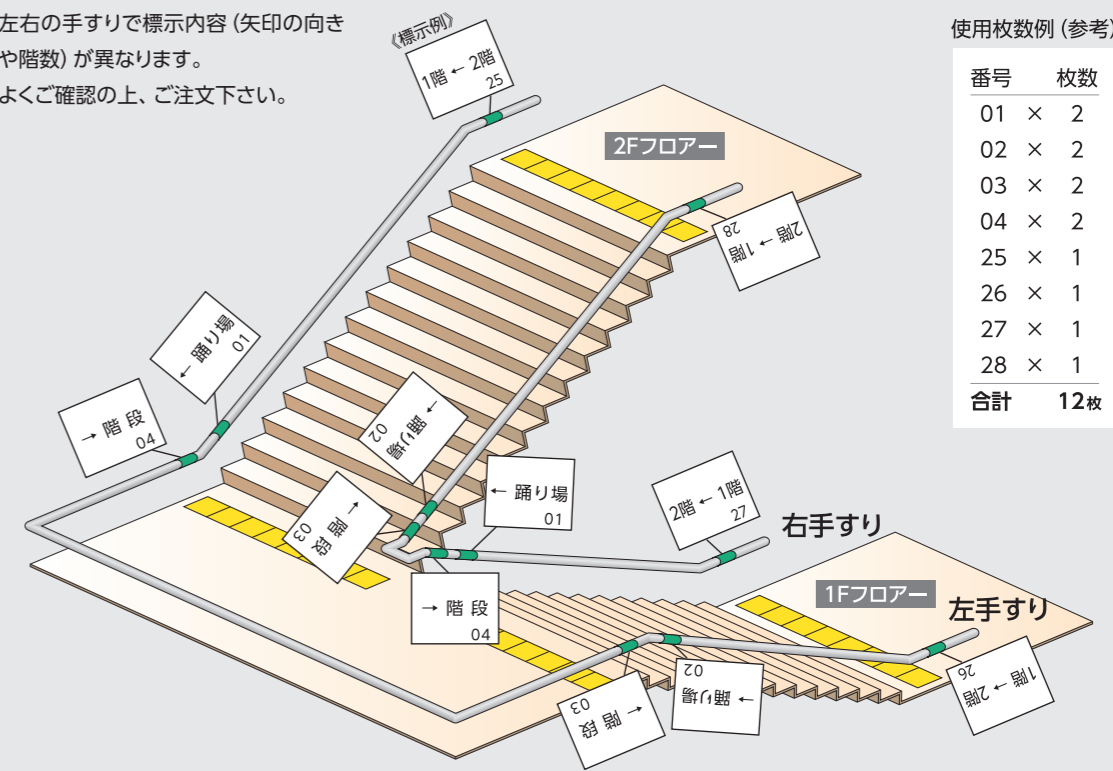 左右の手すりで標示内容（矢印の向き
や階数）が異なります。
よくご確認の上、ご注文下さい。
《標示例》
1階 ← 2階
25
2Fフロアー
2階 → 1階
28
← 踊り場
01
→ 階段
04
← 踊り場
02
→ 階段
03
← 踊り場
01
→ 階段
04
2階 ← 1階
27
右手すり
1Fフロアー
左手すり
1階 → 2階
26
← 踊り場
02
→ 階段
03
使用枚数例（参考）
番号 枚数
01 × 2
02 × 2
03 × 2
04 × 2
25 × 1
26 × 1
27 × 1
28 × 1
合計 12枚